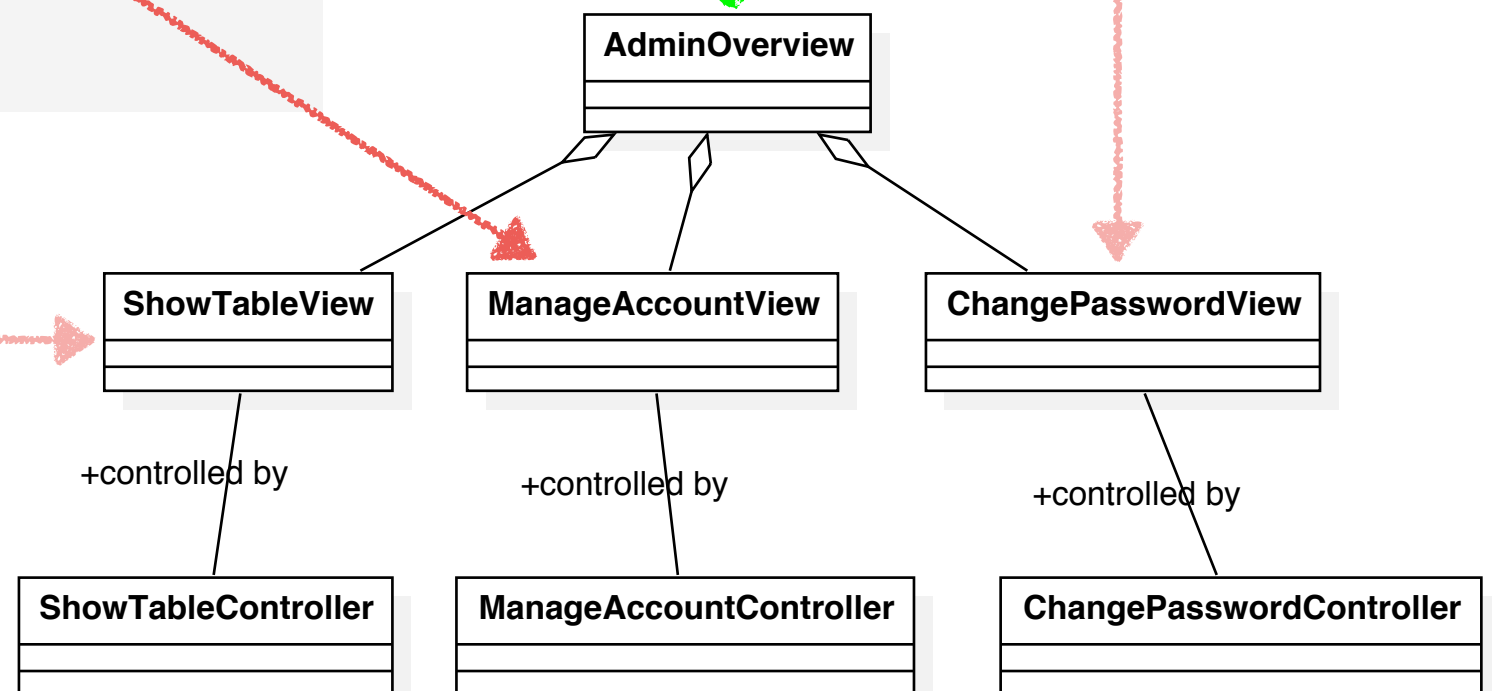 AdminOverview
ShowTableView
ManageAccountView
ChangePasswordView
+controlled by
+controlled by
+controlled by
ShowTableController
ManageAccountController
ChangePasswordController